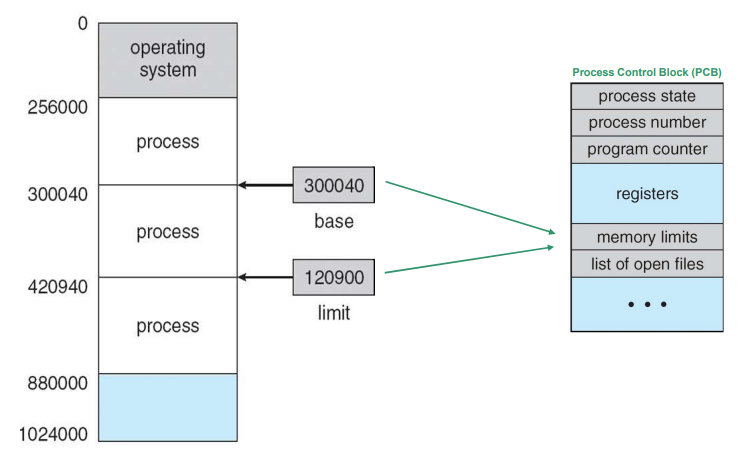 0
operating
system
256000
process
300040
process
420940
process
880000
1024000
300040
base
120900
limit
Process Control Block (PCB)
process state
process number
program counter
registers
memory limits
list of open files
• • •